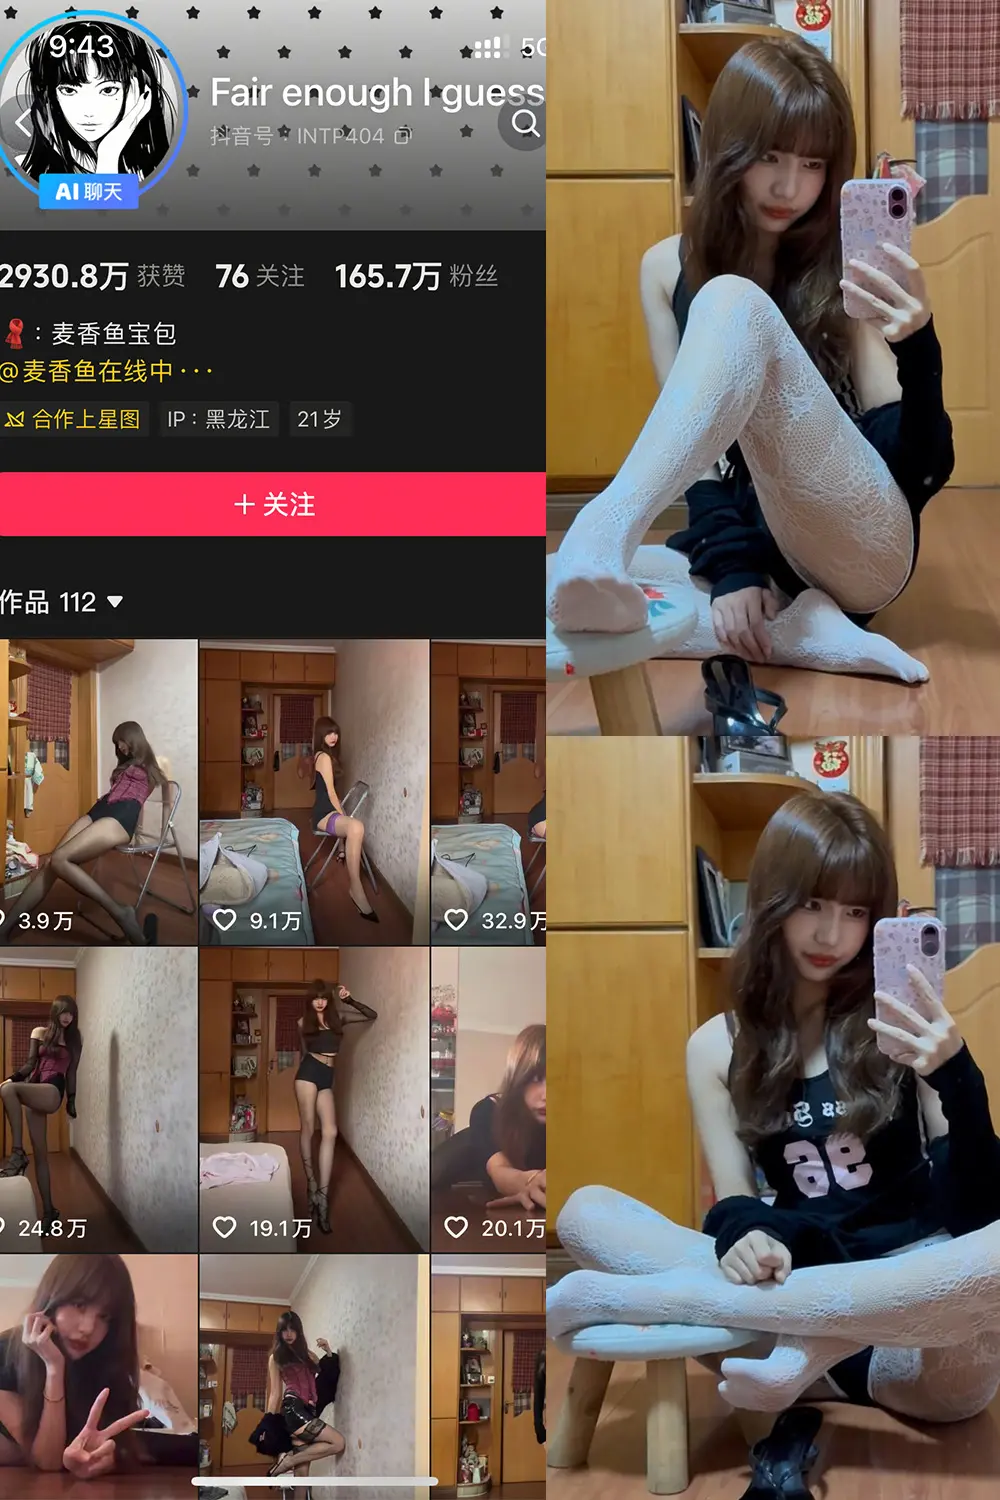 9:43
Fair enough I guess
抖音号：INTP404
AI 聊天
2930.8万 获赞 76 关注 165.7万 粉丝
：麦香鱼宝包
@麦香鱼在线中···
合作上星图 IP：黑龙江 21岁
+ 关注
作品 112
3.9万 9.1万 32.9万
24.8万 19.1万 20.1万
福
福